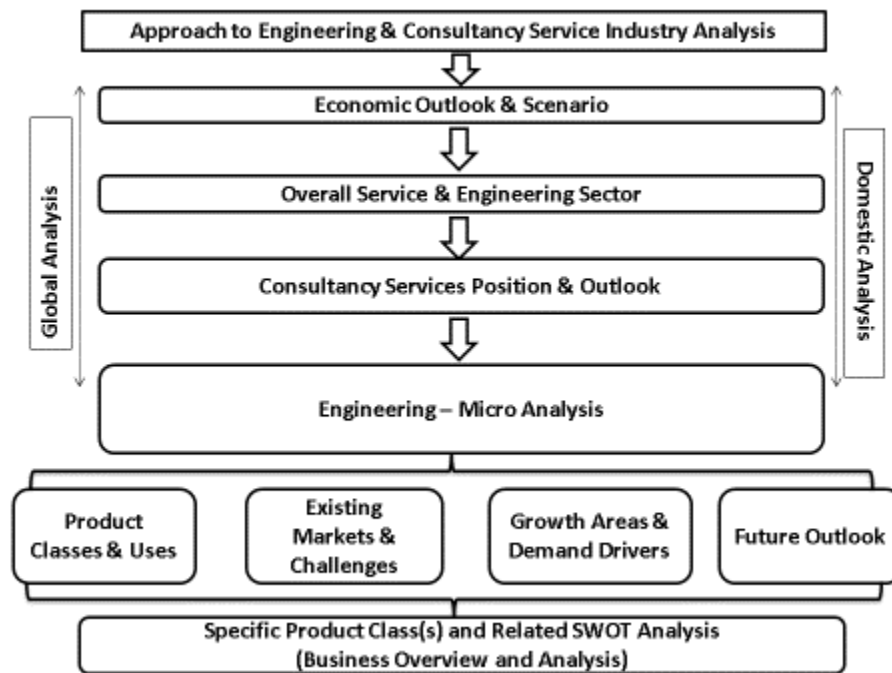 Approach to Engineering & Consultancy Service Industry Analysis
Economic Outlook & Scenario
Overall Service & Engineering Sector
Consultancy Services Position & Outlook
Engineering – Micro Analysis
Global Analysis
Domestic Analysis
Product
Classes & Uses
Existing
Markets &
Challenges
Growth Areas &
Demand Drivers
Future Outlook
Specific Product Class(s) and Related SWOT Analysis
(Business Overview and Analysis)